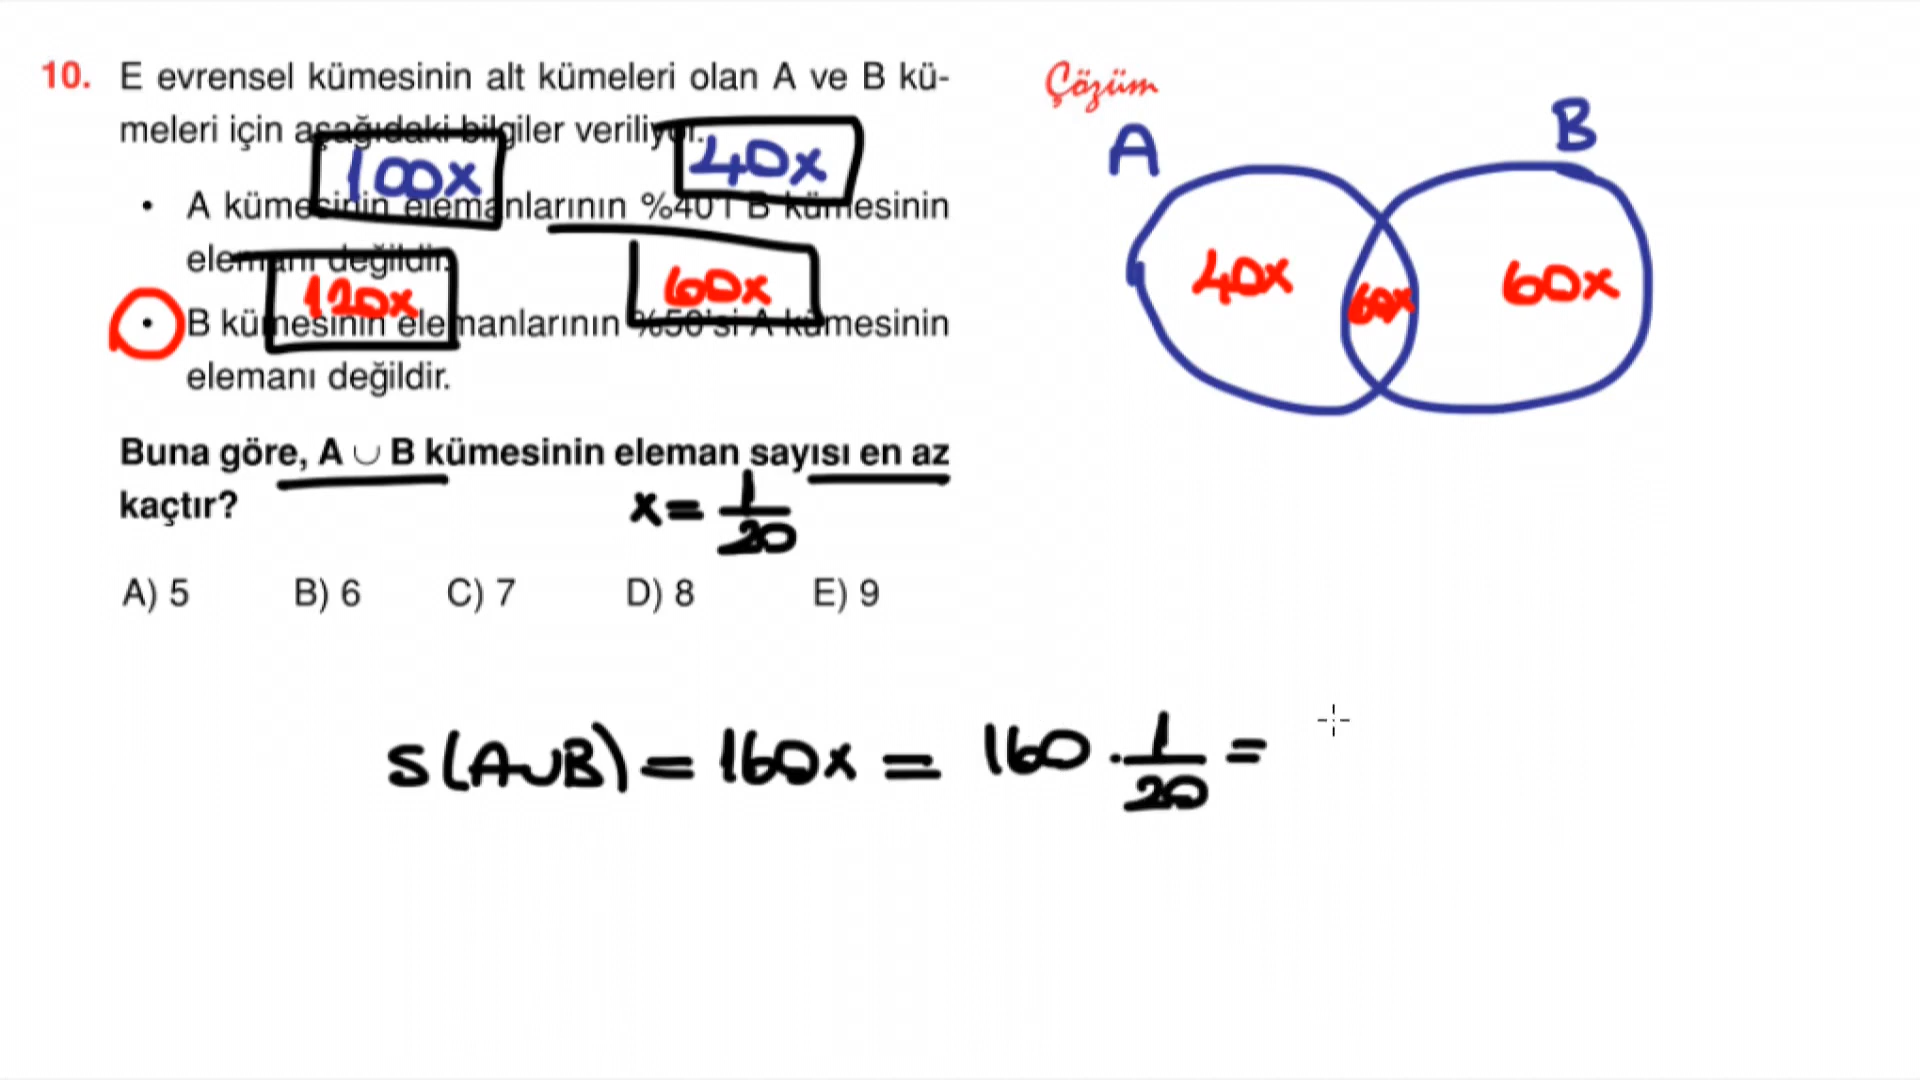 10. E evrensel kümesinin alt kümeleri olan A ve B kü-
meleri için aşağıdaki bilgiler veriliyor.
100x 40x
• A kümesinin elemanlarının %40'ı B kümesinin
elemanı değildir.
120x 60x
• B kümesinin elemanlarının %50'si A kümesinin
elemanı değildir.
Buna göre, A ∪ B kümesinin eleman sayısı en az
kaçtır?
x = 1/20
A) 5 B) 6 C) 7 D) 8 E) 9
Çözüm
A B
40x 60x 60x
S(A∪B) = 160x = 160 . 1/20 =